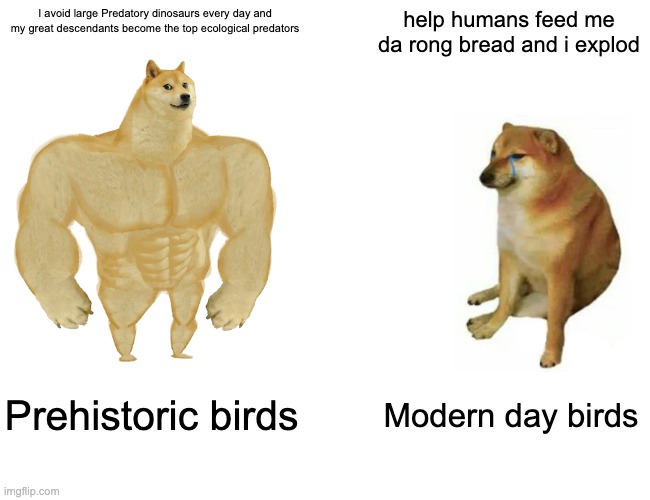 I avoid large Predatory dinosaurs every day and
my great descendants become the top ecological predators
help humans feed me
da rong bread and i explod
Prehistoric birds
Modern day birds
imgflip.com